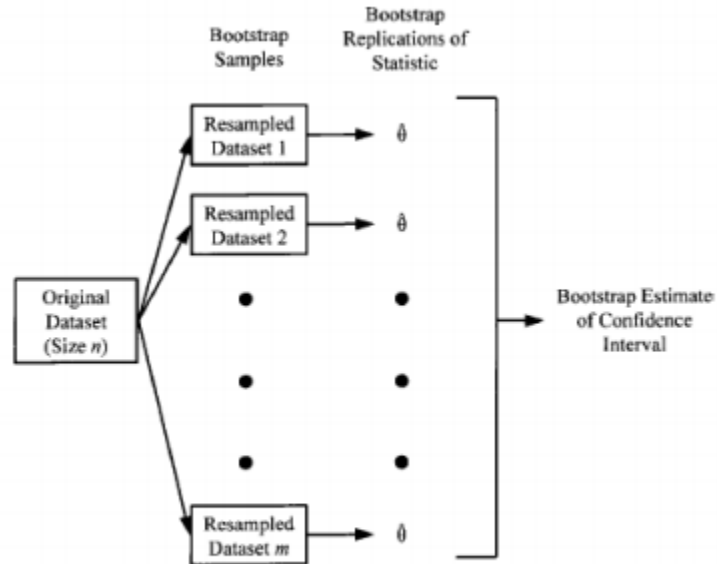 Bootstrap
Samples
Bootstrap
Replications of
Statistic
Resampled
Dataset 1
θ̂
Resampled
Dataset 2
θ̂
Original
Dataset
(Size n)
Bootstrap Estimate
of Confidence
Interval
Resampled
Dataset m
θ̂